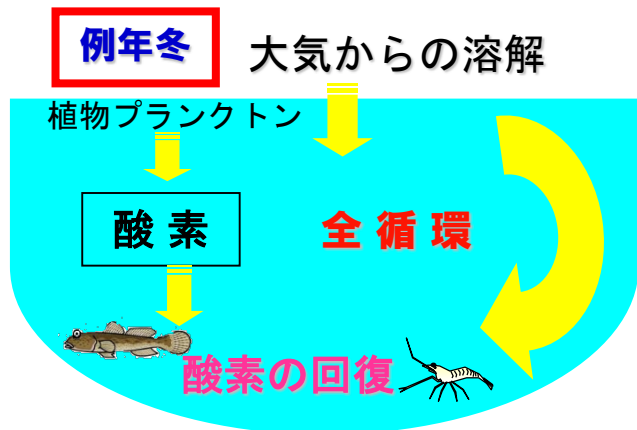 例年冬
大気からの溶解
植物プランクトン
酸素
全循環
酸素の回復